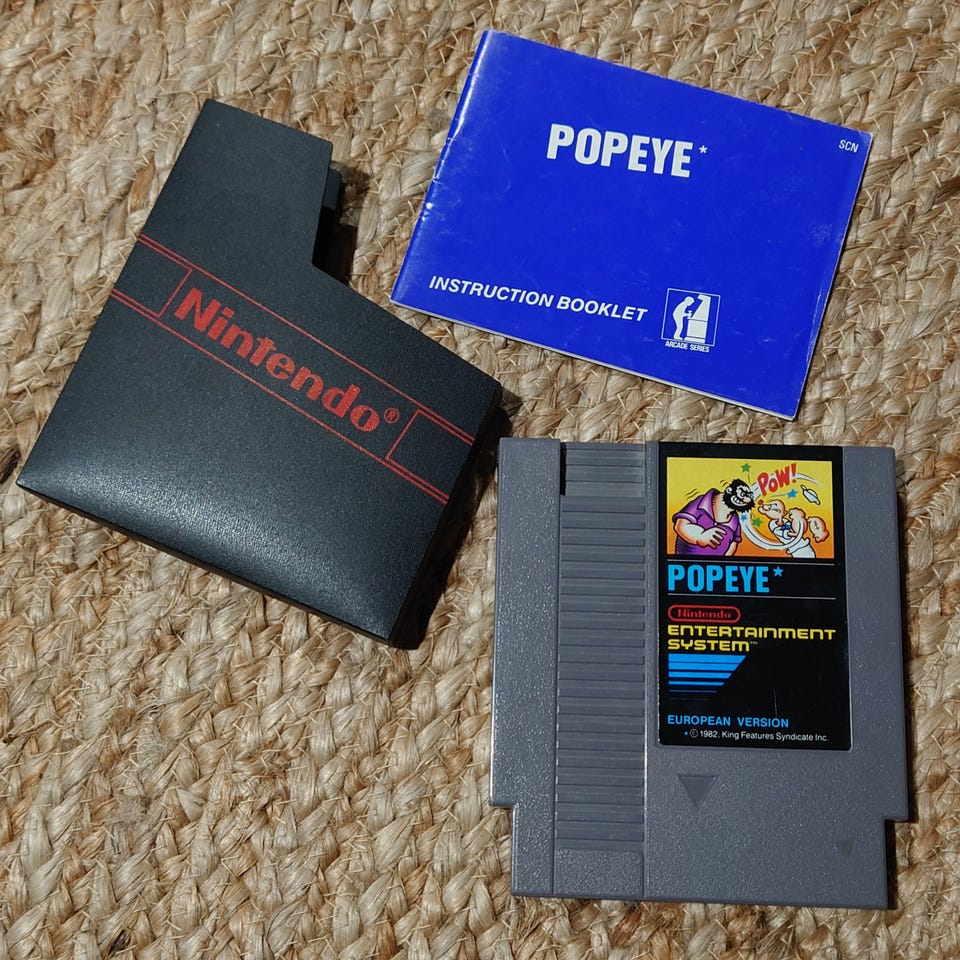 POPEYE*
SCN
INSTRUCTION BOOKLET
ARCADE SERIES
Nintendo®
POW!
POPEYE*
Nintendo
ENTERTAINMENT
SYSTEM™
EUROPEAN VERSION
* © 1982, King Features Syndicate Inc.